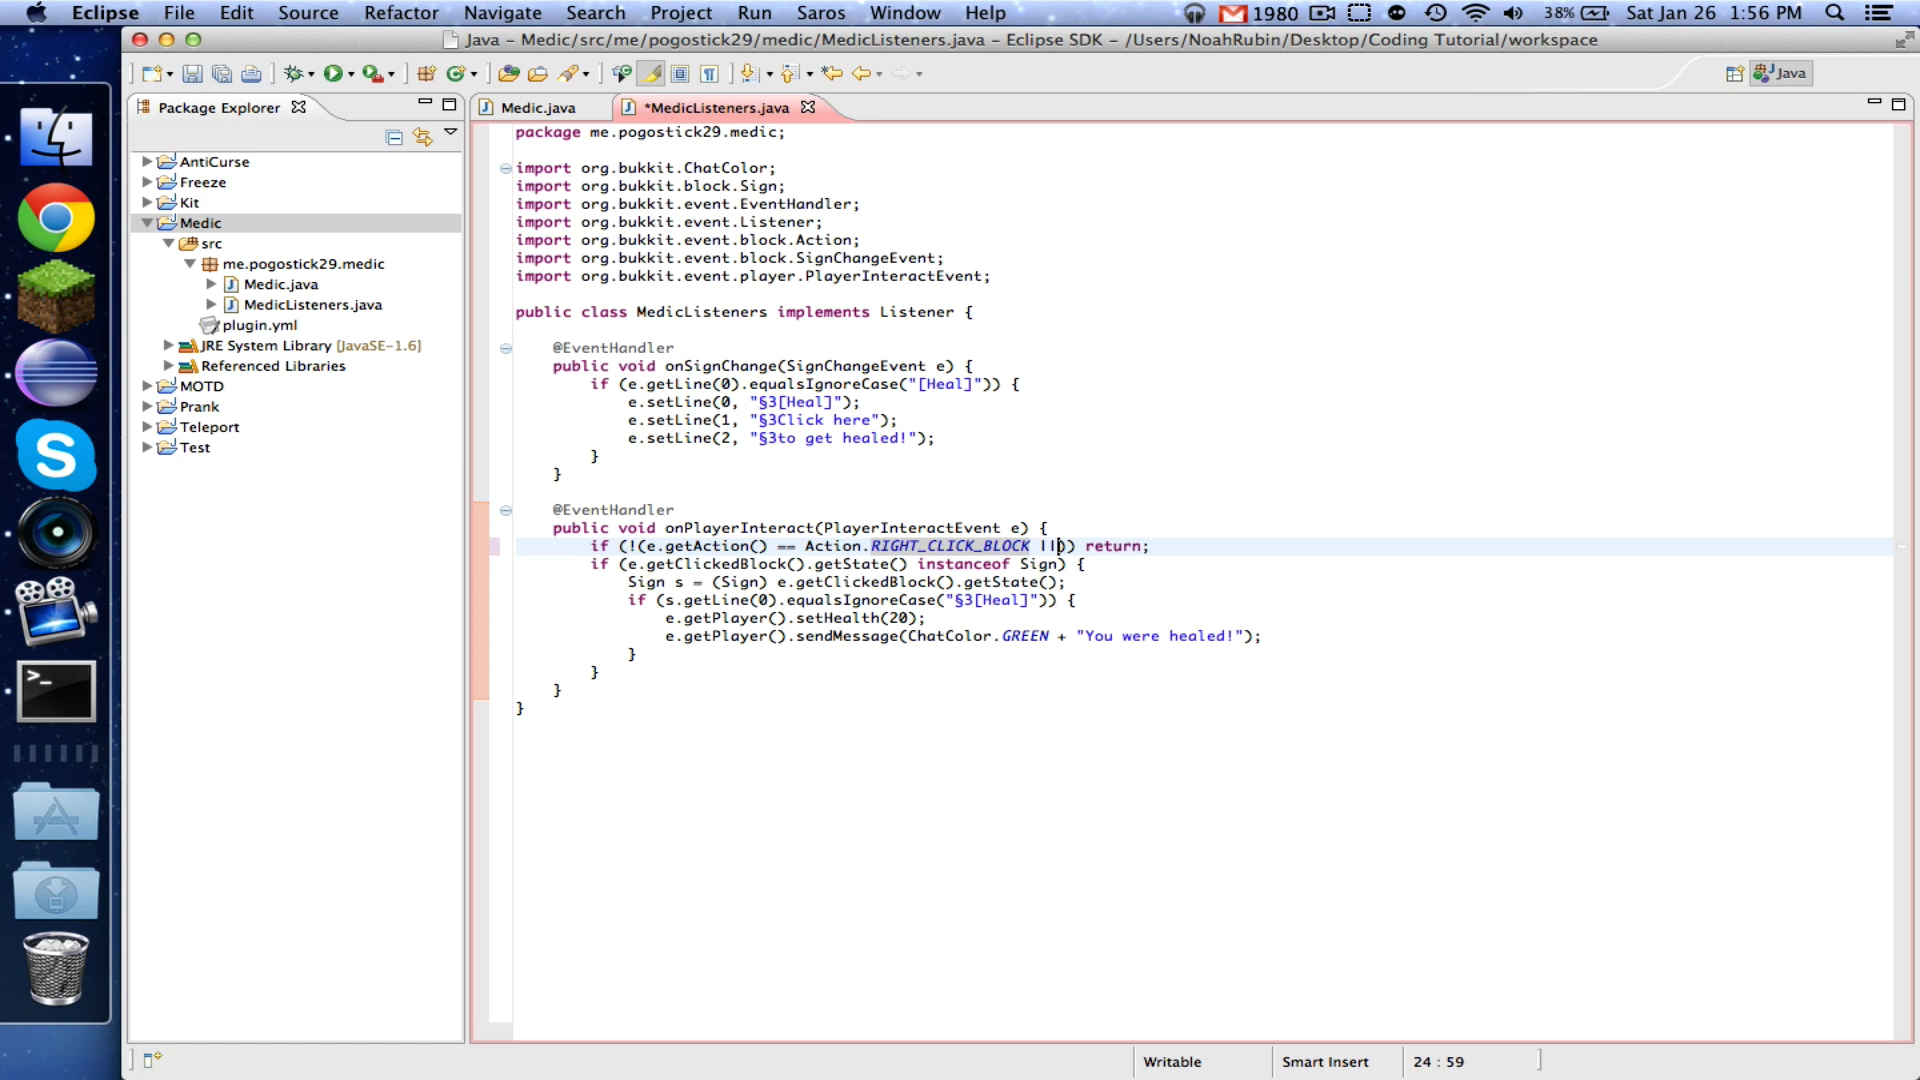 Eclipse File Edit Source Refactor Navigate Search Project Run Saros Window Help 1980 38% Sat Jan 26 1:56 PM
Java – Medic/src/me/pogostick29/medic/MedicListeners.java – Eclipse SDK – /Users/NoahRubin/Desktop/Coding Tutorial/workspace
Java
Package Explorer
Medic.java
*MedicListeners.java
AntiCurse
Freeze
Kit
Medic
src
me.pogostick29.medic
Medic.java
MedicListeners.java
plugin.yml
JRE System Library [JavaSE-1.6]
Referenced Libraries
MOTD
Prank
Teleport
Test
package me.pogostick29.medic;
import org.bukkit.ChatColor;
import org.bukkit.block.Sign;
import org.bukkit.event.EventHandler;
import org.bukkit.event.Listener;
import org.bukkit.event.block.Action;
import org.bukkit.event.block.SignChangeEvent;
import org.bukkit.event.player.PlayerInteractEvent;
public class MedicListeners implements Listener {
@EventHandler
public void onSignChange(SignChangeEvent e) {
if (e.getLine(0).equalsIgnoreCase("[Heal]")) {
e.setLine(0, "§3[Heal]");
e.setLine(1, "§3Click here");
e.setLine(2, "§3to get healed!");
}
}
@EventHandler
public void onPlayerInteract(PlayerInteractEvent e) {
if (!(e.getAction() == Action.RIGHT_CLICK_BLOCK ||)) return;
if (e.getClickedBlock().getState() instanceof Sign) {
Sign s = (Sign) e.getClickedBlock().getState();
if (s.getLine(0).equalsIgnoreCase("§3[Heal]")) {
e.getPlayer().setHealth(20);
e.getPlayer().sendMessage(ChatColor.GREEN + "You were healed!");
}
}
}
}
Writable
Smart Insert
24 : 59